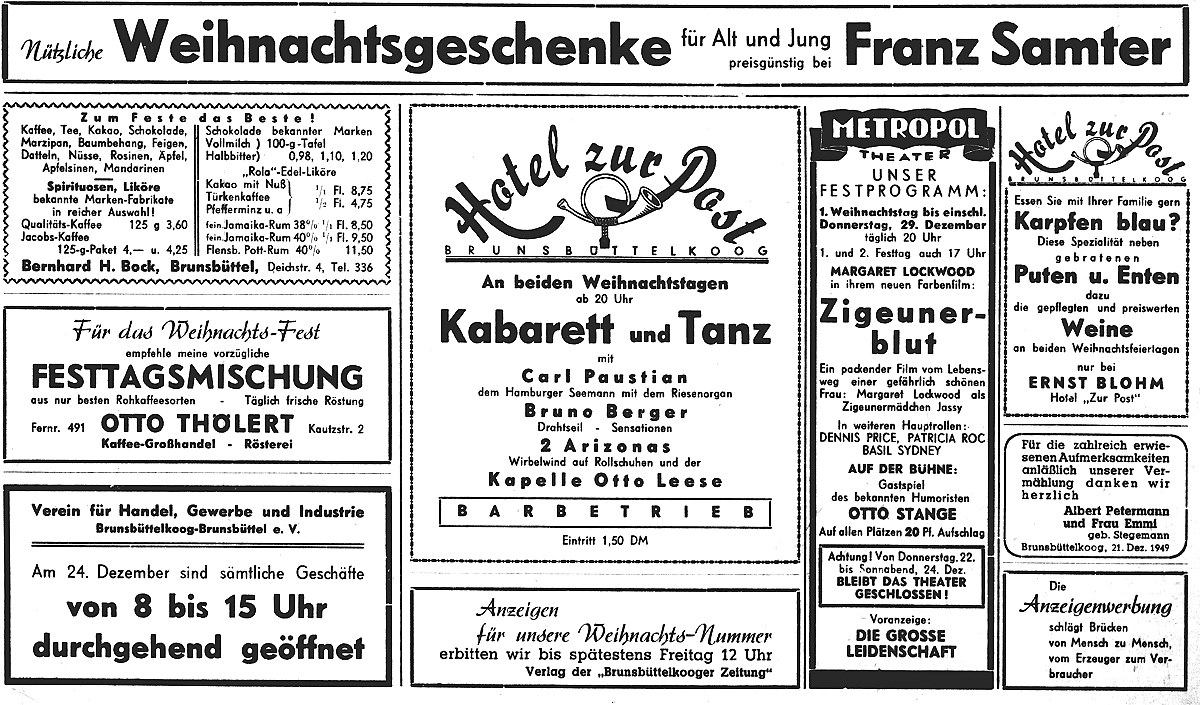 Nützliche Weihnachtsgeschenke für Alt und Jung preisgünstig bei Franz Samter
Zum Feste das Beste!
Kaffee, Tee, Kakao, Schokolade,
Marzipan, Baumbehang, Feigen,
Datteln, Nüsse, Rosinen, Äpfel,
Apfelsinen, Mandarinen
Spirituosen, Liköre
bekannte Marken-Fabrikate
in reicher Auswahl!
Qualitäts-Kaffee 125 g 3,60
Jacobs-Kaffee
125-g-Paket 4,— u. 4,25
Schokolade bekannter Marken
Vollmilch ) 100-g-Tafel
Halbbitter) 0,98, 1,10, 1,20
„Rola"-Edel-Liköre
Kakao mit Nuß
Türkenkaffee
Pfefferminz u. a
1/1 Fl. 8,75
1/2 Fl. 4,75
fein.Jamaika-Rum 38% 1/1 Fl. 8,50
fein.Jamaika-Rum 40% 1/1 Fl. 9,50
Flensb. Pott-Rum 40% 11,50
Bernhard H. Bock, Brunsbüttel, Deichstr. 4, Tel. 336
Für das Weihnachts-Fest
empfehle meine vorzügliche
FESTTAGSMISCHUNG
aus nur besten Rohkaffeesorten - Täglich frische Röstung
Fernr. 491 OTTO THÖLERT Kautzstr. 2
Kaffee-Großhandel - Rösterei
Verein für Handel, Gewerbe und Industrie
Brunsbüttelkoog-Brunsbüttel e. V.
Am 24. Dezember sind sämtliche Geschäfte
von 8 bis 15 Uhr
durchgehend geöffnet
Hotel zur Post
BRUNSBÜTTELKOOG
An beiden Weihnachtstagen
ab 20 Uhr
Kabarett und Tanz
mit
Carl Paustian
dem Hamburger Seemann mit dem Riesenorgan
Bruno Berger
Drahtseil - Sensationen
2 Arizonas
Wirbelwind auf Rollschuhen und der
Kapelle Otto Leese
BARBETRIEB
Eintritt 1,50 DM
Anzeigen
für unsere Weihnachts-Nummer
erbitten wir bis spätestens Freitag 12 Uhr
Verlag der „Brunsbüttelkooger Zeitung"
METROPOL
THEATER
UNSER
FESTPROGRAMM:
1. Weihnachtstag bis einschl.
Donnerstag, 29. Dezember
täglich 20 Uhr
1. und 2. Festtag auch 17 Uhr
MARGARET LOCKWOOD
in ihrem neuen Farbenfilm:
Zigeuner-
blut
Ein packender Film vom Lebens-
weg einer gefährlich schönen
Frau: Margaret Lockwood als
Zigeunermädchen Jassy
In weiteren Hauptrollen:
DENNIS PRICE, PATRICIA ROC
BASIL SYDNEY
AUF DER BÜHNE:
Gastspiel
des bekannten Humoristen
OTTO STANGE
Auf allen Plätzen 20 Pf. Aufschlag
Achtung! Von Donnerstag. 22.
bis Sonnabend, 24. Dez.
BLEIBT DAS THEATER
GESCHLOSSEN!
Voranzeige:
DIE GROSSE
LEIDENSCHAFT
Hotel zur Post
BRUNSBÜTTELKOOG
Essen Sie mit Ihrer Familie gern
Karpfen blau?
Diese Spezialität neben
gebratenen
Puten u. Enten
dazu
die gepflegten und preiswerten
Weine
an beiden Weihnachtsfeiertagen
nur bei
ERNST BLOHM
Hotel „Zur Post"
Für die zahlreich erwie-
senen Aufmerksamkeiten
anläßlich unserer Ver-
mählung danken wir
herzlich
Albert Petermann
und Frau Emmi
geb. Stegemann
Brunsbüttelkoog, 21. Dez. 1949
Die
Anzeigenwerbung
schlägt Brücken
von Mensch zu Mensch,
vom Erzeuger zum Ver-
braucher